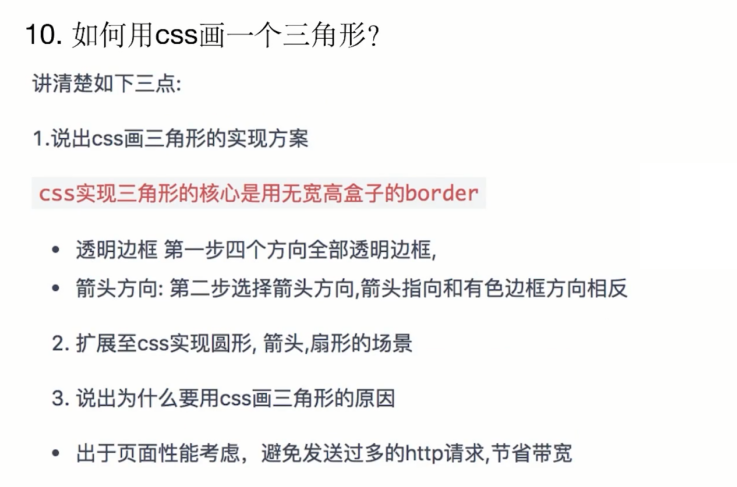 10. 如何用css画一个三角形?
讲清楚如下三点:
1.说出css画三角形的实现方案
css实现三角形的核心是用无宽高盒子的border
• 透明边框 第一步四个方向全部透明边框,
• 箭头方向: 第二步选择箭头方向,箭头指向和有色边框方向相反
2. 扩展至css实现圆形, 箭头,扇形的场景
3. 说出为什么要用css画三角形的原因
• 出于页面性能考虑，避免发送过多的http请求,节省带宽